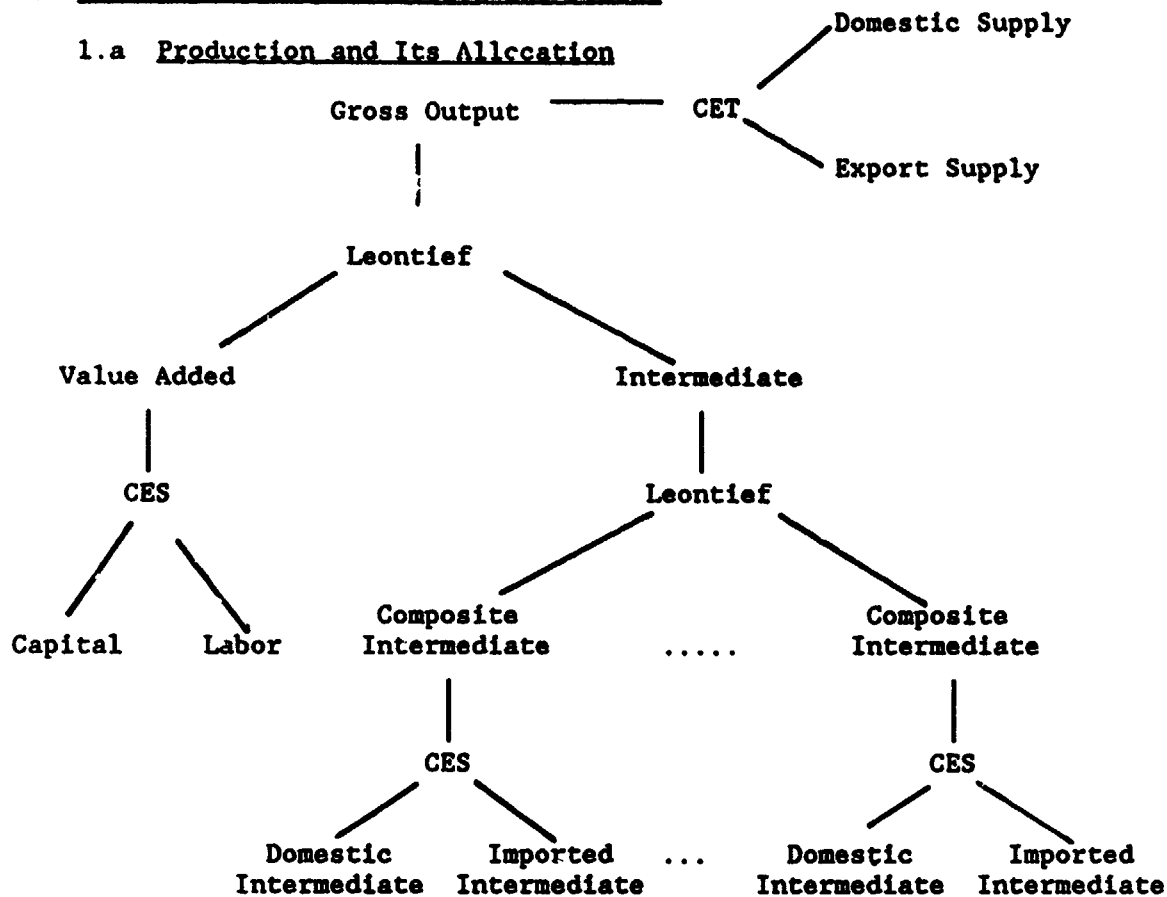 1.a Production and Its Allccation
Domestic Supply
Gross Output
CET
Export Supply
Leontief
Value Added
Intermediate
CES
Leontief
Capital
Labor
Composite
Intermediate
.....
Composite
Intermediate
CES
CES
Domestic
Intermediate
Imported
Intermediate
...
Domestic
Intermediate
Imported
Intermediate